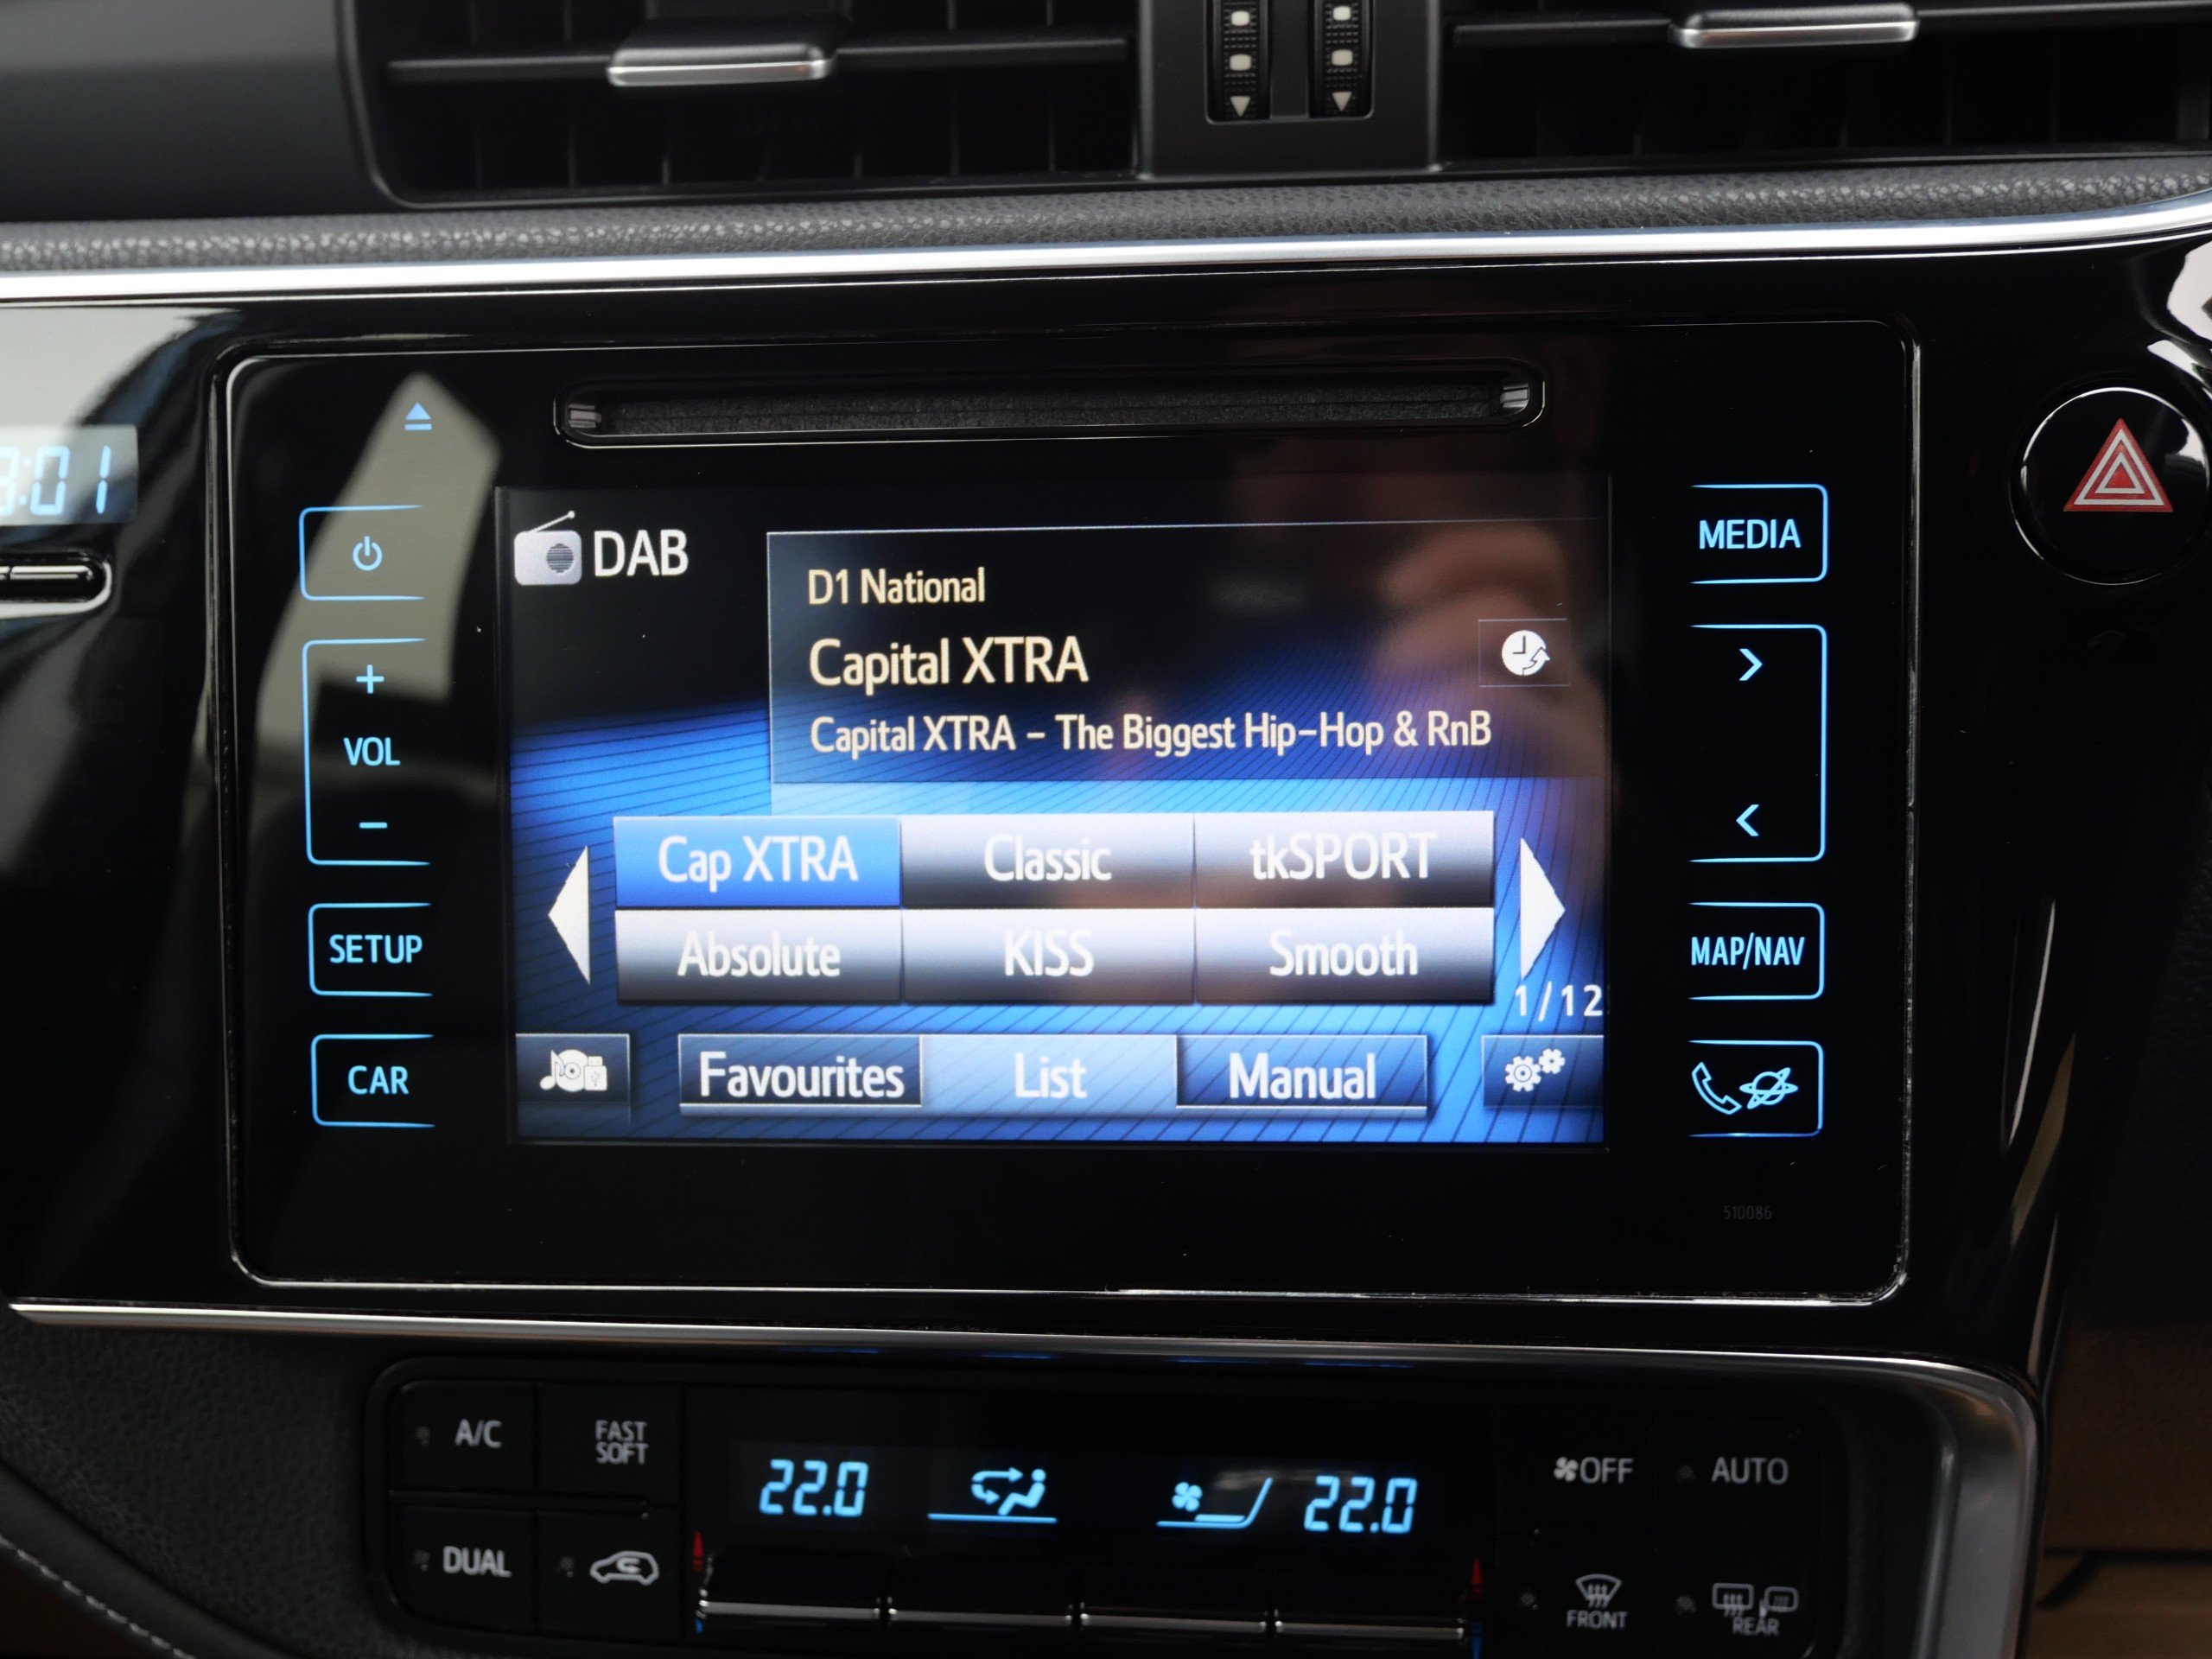 :01
DAB
D1 National
Capital XTRA
Capital XTRA - The Biggest Hip-Hop & RnB
Cap XTRA
Classic
tkSPORT
Absolute
KISS
Smooth
1/12
Favourites
List
Manual
+
VOL
-
SETUP
CAR
MEDIA
MAP/NAV
510086
A/C
FAST
SOFT
DUAL
22.0
22.0
OFF
AUTO
FRONT
REAR